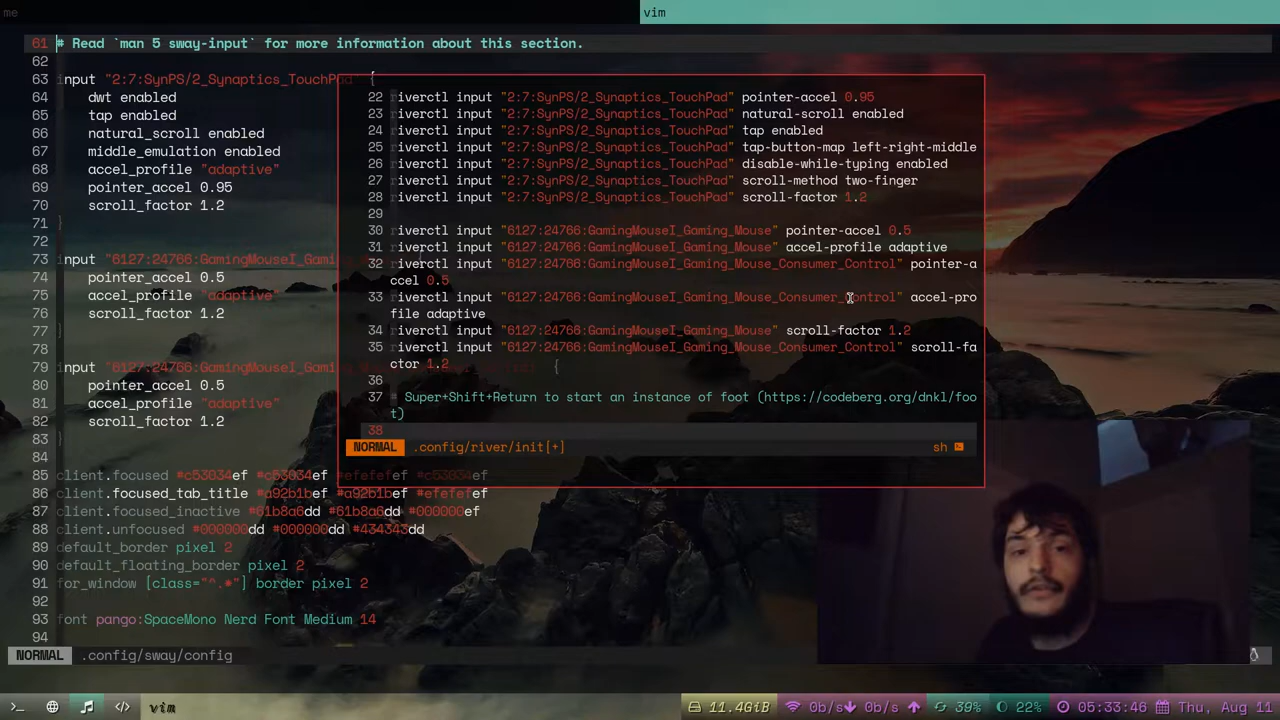 me
vim
61 # Read `man 5 sway-input` for more information about this section.
62
63 input "2:7:SynPS/2_Synaptics_TouchPad" {
64 dwt enabled
65 tap enabled
66 natural_scroll enabled
67 middle_emulation enabled
68 accel_profile "adaptive"
69 pointer_accel 0.95
70 scroll_factor 1.2
71 }
72
73 input "6127:24766:GamingMouseI_Gami
74 pointer_accel 0.5
75 accel_profile "adaptive"
76 scroll_factor 1.2
77 }
78
79 input "6127:24766:GamingMouseI_Gami {
80 pointer_accel 0.5
81 accel_profile "adaptive"
82 scroll_factor 1.2
83 }
84
85 client.focused #c53034ef #c53034ef #efefefef #c53034ef
86 client.focused_tab_title #a92b1bef #a92b1bef #efefefef
87 client.focused_inactive #61b8a6dd #61b8a6dd #000000ef
88 client.unfocused #000000dd #000000dd #434343dd
89 default_border pixel 2
90 default_floating_border pixel 2
91 for_window [class="^.*"] border pixel 2
92
93 font pango:SpaceMono Nerd Font Medium 14
94
NORMAL .config/sway/config
22 riverctl input "2:7:SynPS/2_Synaptics_TouchPad" pointer-accel 0.95
23 riverctl input "2:7:SynPS/2_Synaptics_TouchPad" natural-scroll enabled
24 riverctl input "2:7:SynPS/2_Synaptics_TouchPad" tap enabled
25 riverctl input "2:7:SynPS/2_Synaptics_TouchPad" tap-button-map left-right-middle
26 riverctl input "2:7:SynPS/2_Synaptics_TouchPad" disable-while-typing enabled
27 riverctl input "2:7:SynPS/2_Synaptics_TouchPad" scroll-method two-finger
28 riverctl input "2:7:SynPS/2_Synaptics_TouchPad" scroll-factor 1.2
29
30 riverctl input "6127:24766:GamingMouseI_Gaming_Mouse" pointer-accel 0.5
31 riverctl input "6127:24766:GamingMouseI_Gaming_Mouse" accel-profile adaptive
32 riverctl input "6127:24766:GamingMouseI_Gaming_Mouse_Consumer_Control" pointer-a
ccel 0.5
33 riverctl input "6127:24766:GamingMouseI_Gaming_Mouse_Consumer_Control" accel-pro
file adaptive
34 riverctl input "6127:24766:GamingMouseI_Gaming_Mouse" scroll-factor 1.2
35 riverctl input "6127:24766:GamingMouseI_Gaming_Mouse_Consumer_Control" scroll-fa
ctor 1.2
36
37 # Super+Shift+Return to start an instance of foot (https://codeberg.org/dnkl/foo
t)
38
NORMAL .config/river/init[+] sh
vim 11.4GiB 0b/s 0b/s 39% 22% 05:33:46 Thu, Aug 11